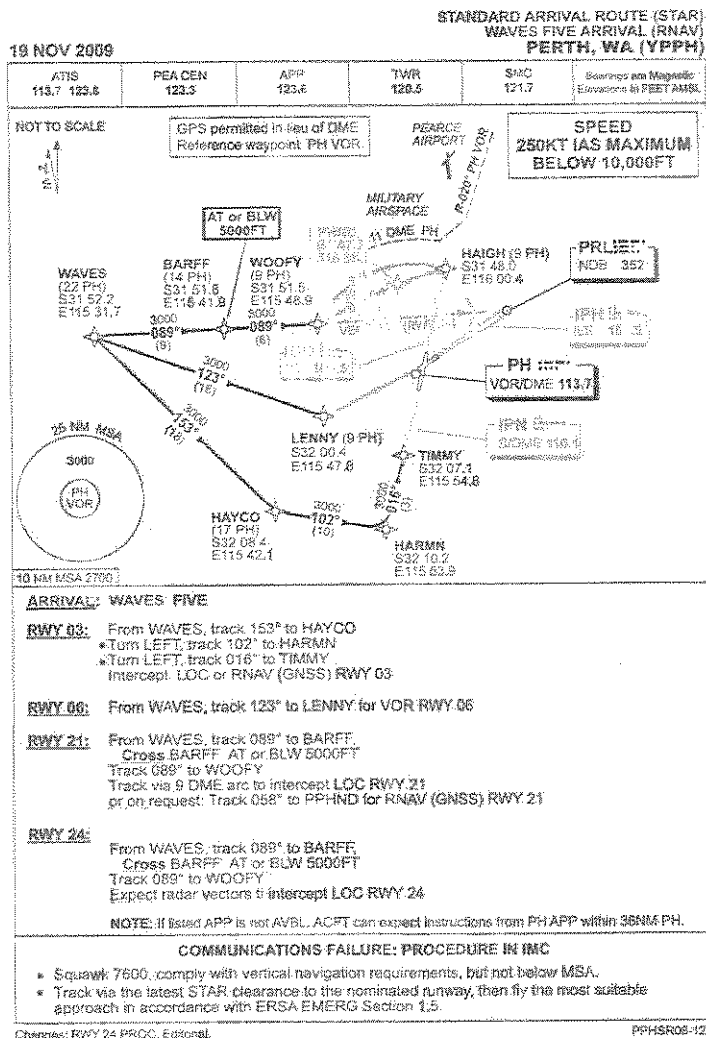 STANDARD ARRIVAL ROUTE (STAR)
WAVES FIVE ARRIVAL (RNAV)
19 NOV 2009
PERTH, WA (YPPH)
ATIS
PEA CEN
APP
TWR
SMC
Bearings are Magnetic
113.7 123.8
123.3
123.6
120.5
121.7
Elevations in FEET AMSL
NOT TO SCALE
GPS permitted in lieu of DME
Reference waypoint PH VOR.
PEARCE
AIRPORT
SPEED
250KT IAS MAXIMUM
BELOW 10,000FT
R-020° PH VOR
MILITARY
AIRSPACE
11 DME PH
AT or BLW
5000FT
WAVES
(22 PH)
S31 52.2
E115 31.7
BARFF
(14 PH)
S31 51.8
E115 41.8
WOOFY
(9 PH)
S31 51.5
E115 48.9
HAIGH (9 PH)
S31 48.0
E116 00.4
NDB 352
3000
089°
(9)
3000
089°
(6)
3000
123°
(16)
3000
153°
(18)
PH
VOR/DME 113.7
LENNY (9 PH)
S32 00.4
E115 47.8
TIMMY
S32 07.1
E115 54.8
25 NM MSA
3000
PH
VOR
10 NM MSA 2700
HAYCO
(17 PH)
S32 08.4
E115 42.1
3000
102°
(10)
3000
016°
HARMN
S32 10.2
E115 53.9
ARRIVAL: WAVES FIVE
RWY 03: From WAVES, track 153° to HAYCO
Turn LEFT, track 102° to HARMN
Turn LEFT, track 016° to TIMMY
Intercept LOC or RNAV (GNSS) RWY 03
RWY 06: From WAVES, track 123° to LENNY for VOR RWY 06
RWY 21: From WAVES, track 089° to BARFF,
Cross BARFF AT or BLW 5000FT
Track 089° to WOOFY
Track via 9 DME arc to intercept LOC RWY 21
or on request: Track 058° to PPHND for RNAV (GNSS) RWY 21
RWY 24:
From WAVES, track 089° to BARFF,
Cross BARFF AT or BLW 5000FT
Track 089° to WOOFY
Expect radar vectors ti intercept LOC RWY 24
NOTE: If listed APP is not AVBL, ACFT can expect instructions from PH APP within 36NM PH.
COMMUNICATIONS FAILURE: PROCEDURE IN IMC
• Squawk 7600, comply with vertical navigation requirements, but not below MSA.
• Track via the latest STAR clearance to the nominated runway, then fly the most suitable
approach in accordance with ERSA EMERG Section 1.5.
Changes: RWY 24 PROC, Editorial.
PPHSR08-121